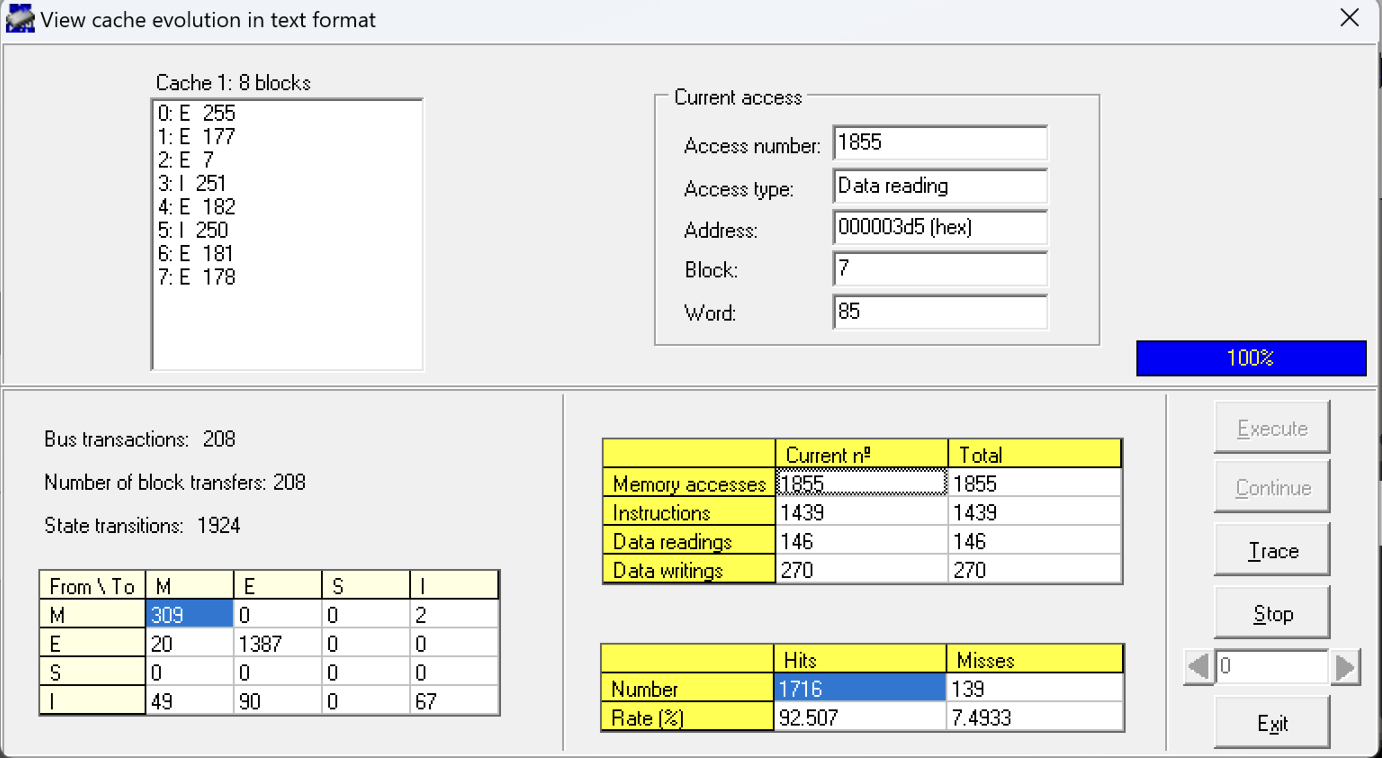 View cache evolution in text format
Cache 1: 8 blocks
0: E 255
1: E 177
2: E 7
3: I 251
4: E 182
5: I 250
6: E 181
7: E 178
Current access
Access number: 1855
Access type: Data reading
Address: 000003d5 (hex)
Block: 7
Word: 85
100%
Bus transactions: 208
Number of block transfers: 208
State transitions: 1924
From \ To M E S I
M 309 0 0 2
E 20 1387 0 0
S 0 0 0 0
I 49 90 0 67
Current nº Total
Memory accesses 1855 1855
Instructions 1439 1439
Data readings 146 146
Data writings 270 270
Hits Misses
Number 1716 139
Rate (%) 92.507 7.4933
Execute
Continue
Trace
Stop
0
Exit